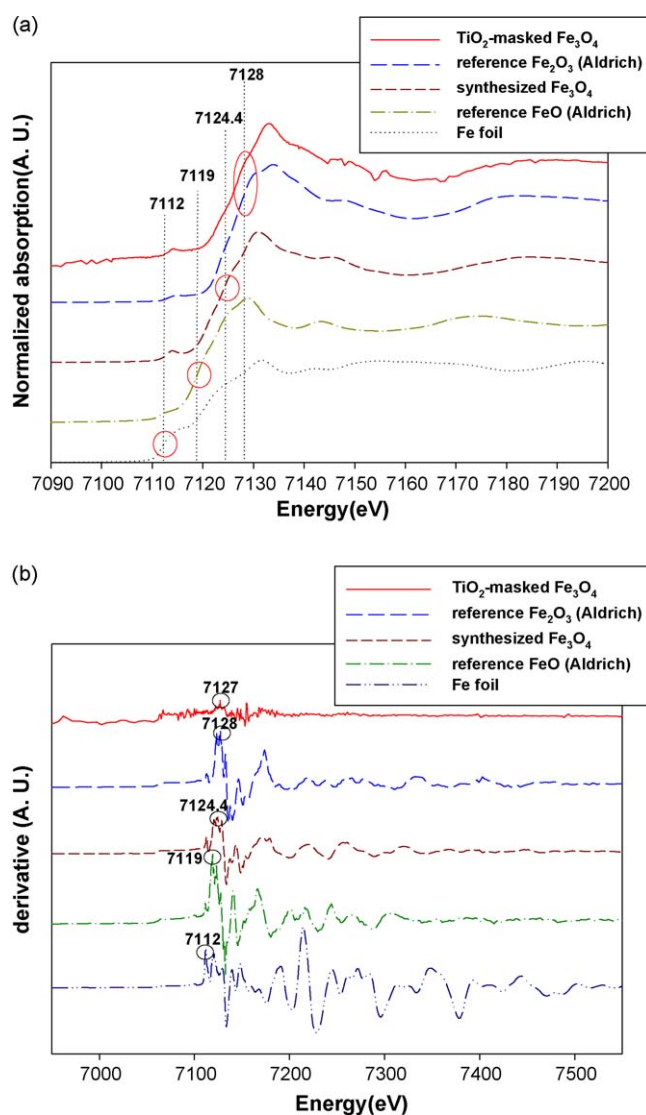 (a)
TiO₂-masked Fe₃O₄
reference Fe₂O₃ (Aldrich)
synthesized Fe₃O₄
reference FeO (Aldrich)
Fe foil
7128
7124.4
7119
7112
Normalized absorption(A. U.)
7090 7100 7110 7120 7130 7140 7150 7160 7170 7180 7190 7200
Energy(eV)
(b)
TiO₂-masked Fe₃O₄
reference Fe₂O₃ (Aldrich)
synthesized Fe₃O₄
reference FeO (Aldrich)
Fe foil
7127
7128
7124.4
7119
7112
derivative (A. U.)
7000 7100 7200 7300 7400 7500
Energy(eV)